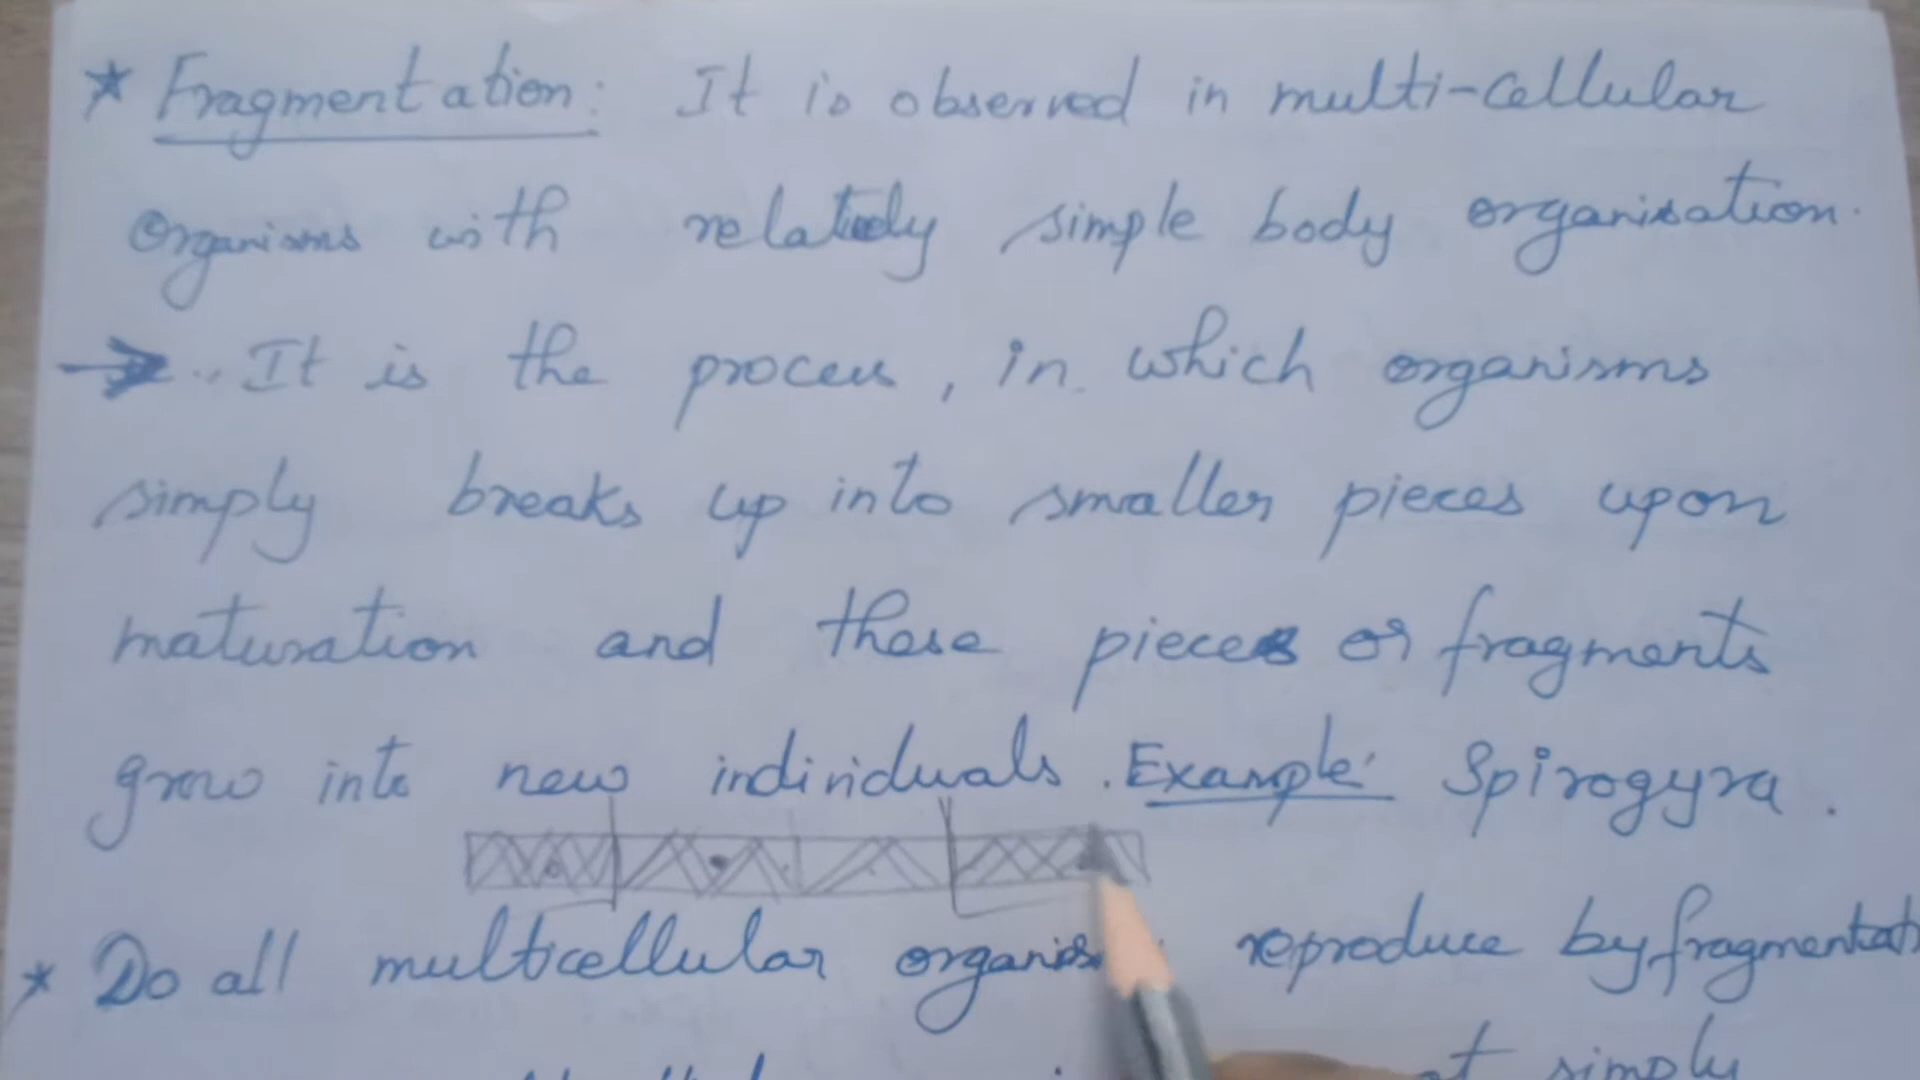 ★ Fragmentation: It is observed in multi-cellular
organisms with relatively simple body organisation.
→ It is the process, in which organisms
simply breaks up into smaller pieces upon
maturation and these pieces or fragments
grow into new individuals. Example: Spirogyra.
★ Do all multicellular reproduce by
simply